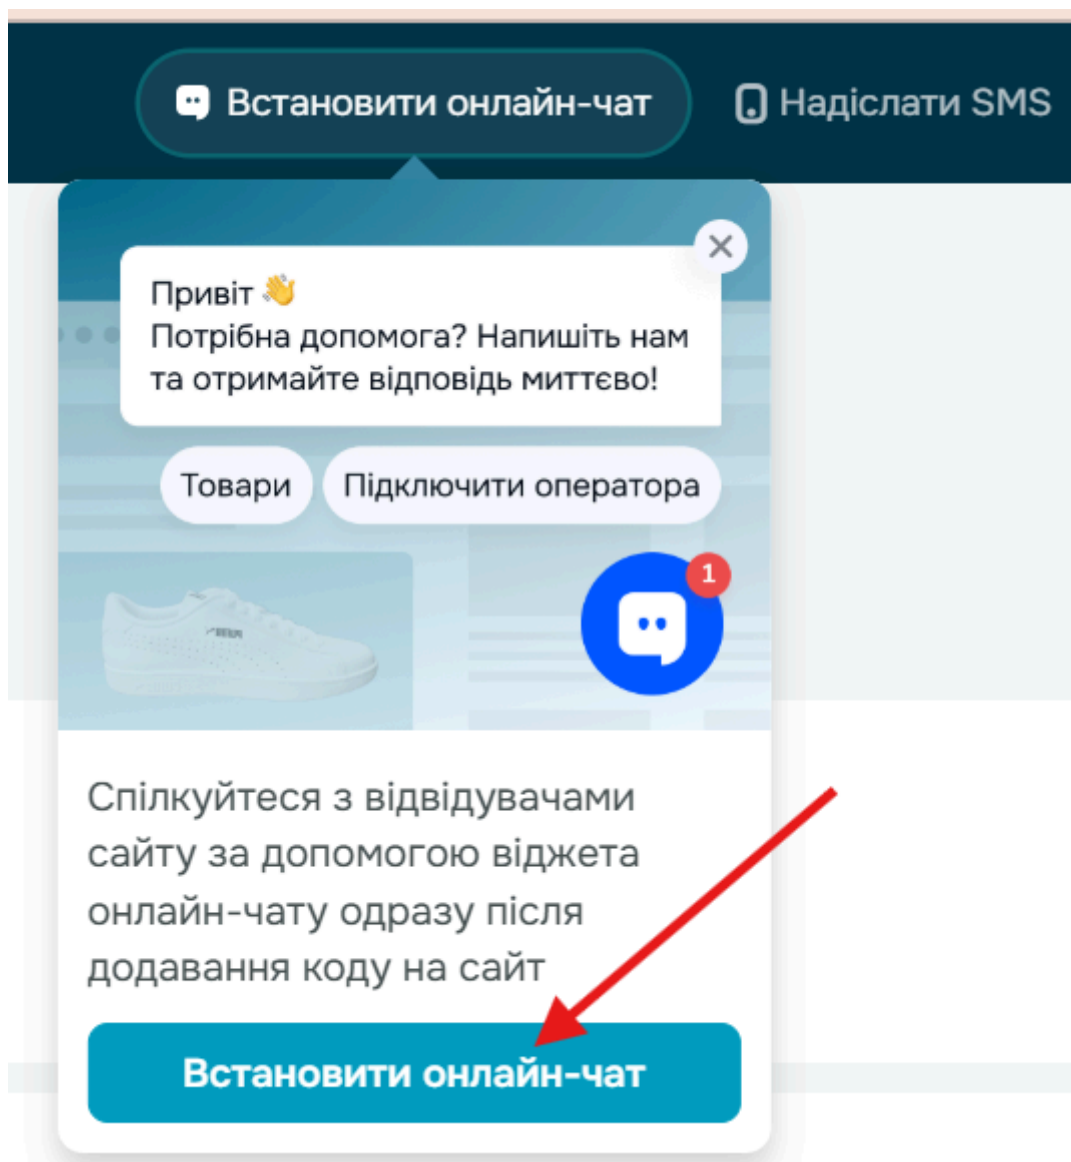 Встановити онлайн-чат
Надіслати SMS
Привіт 👋
Потрібна допомога? Напишіть нам
та отримайте відповідь миттєво!
Товари
Підключити оператора
1
Спілкуйтеся з відвідувачами
сайту за допомогою віджета
онлайн-чату одразу після
додавання коду на сайт
Встановити онлайн-чат